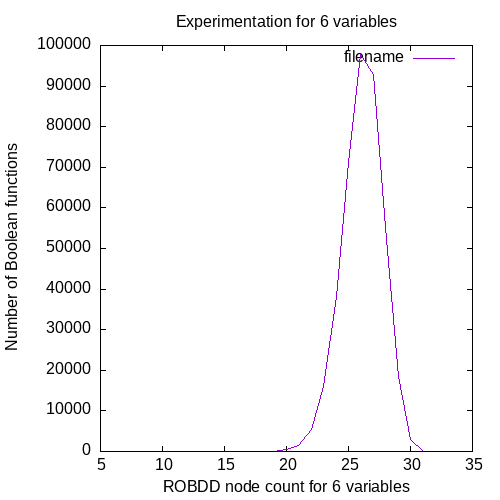 Experimentation for 6 variables
100000
filename
90000
80000
70000
60000
50000
40000
30000
20000
10000
0
Number of Boolean functions
5 10 15 20 25 30 35
ROBDD node count for 6 variables